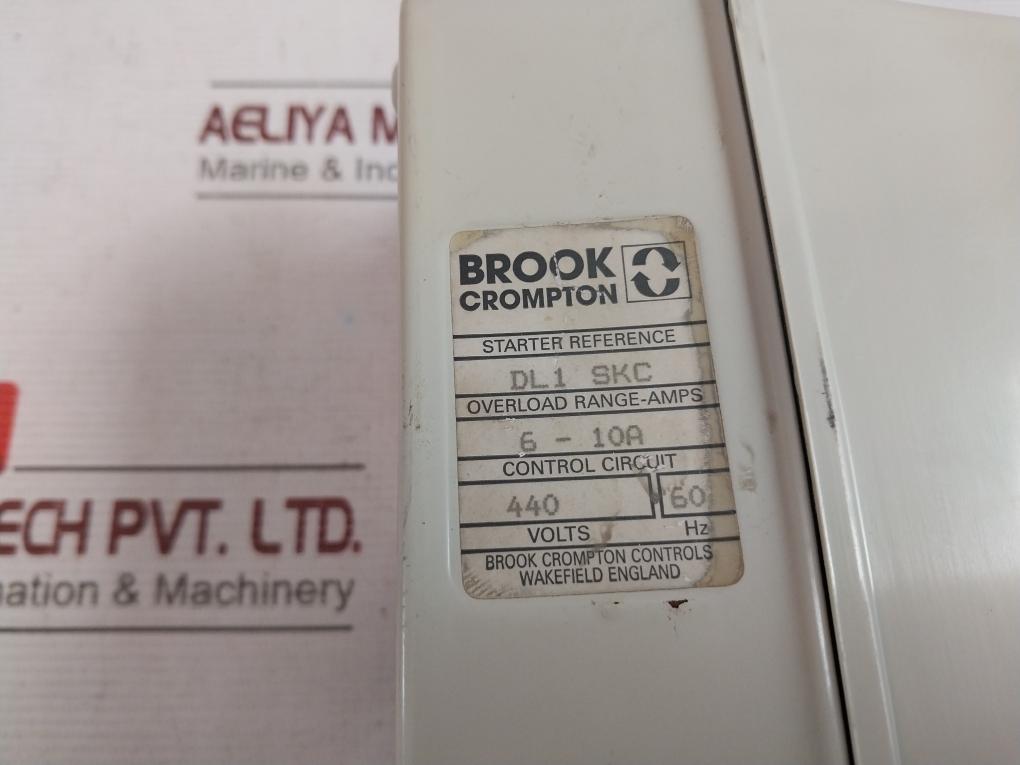 AELIYA M
Marine & Ind
ECH PVT. LTD.
nation & Machinery
BROOK
CROMPTON
STARTER REFERENCE
DL1 SKC
OVERLOAD RANGE-AMPS
6 - 10A
CONTROL CIRCUIT
440 60
VOLTS Hz
BROOK CROMPTON CONTROLS
WAKEFIELD ENGLAND